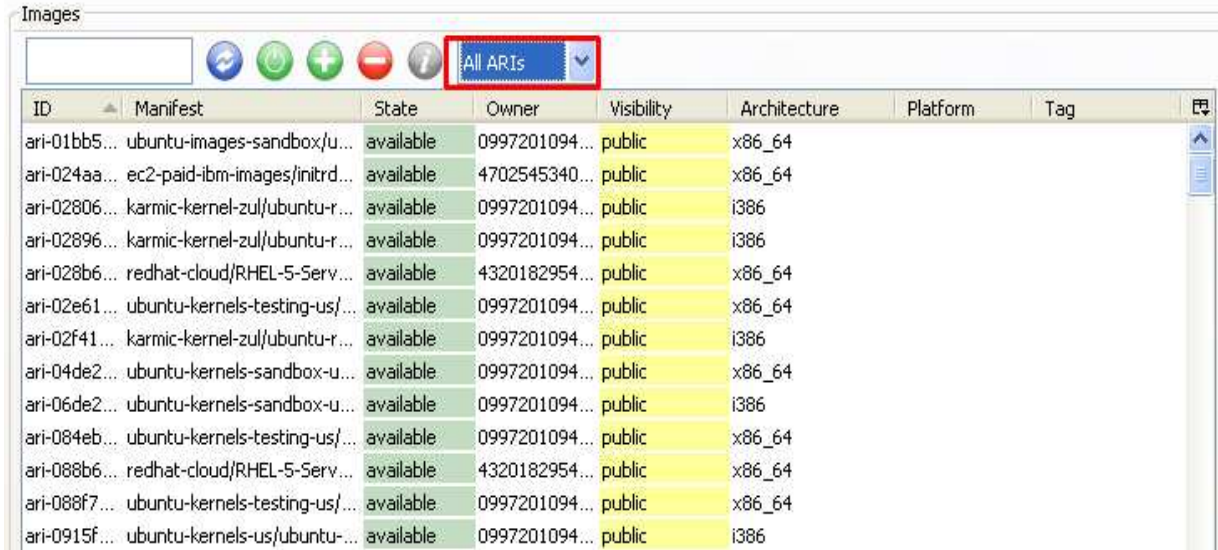 Images
All ARIs
ID Manifest State Owner Visibility Architecture Platform Tag
ari-01bb5... ubuntu-images-sandbox/u... available 0997201094... public x86_64
ari-024aa... ec2-paid-ibm-images/initrd... available 4702545340... public x86_64
ari-02806... karmic-kernel-zul/ubuntu-r... available 0997201094... public i386
ari-02896... karmic-kernel-zul/ubuntu-r... available 0997201094... public i386
ari-028b6... redhat-cloud/RHEL-5-Serv... available 4320182954... public x86_64
ari-02e61... ubuntu-kernels-testing-us/... available 0997201094... public x86_64
ari-02f41... karmic-kernel-zul/ubuntu-r... available 0997201094... public i386
ari-04de2... ubuntu-kernels-sandbox-u... available 0997201094... public x86_64
ari-06de2... ubuntu-kernels-sandbox-u... available 0997201094... public i386
ari-084eb... ubuntu-kernels-testing-us/... available 0997201094... public x86_64
ari-088b6... redhat-cloud/RHEL-5-Serv... available 4320182954... public x86_64
ari-088f7... ubuntu-kernels-testing-us/... available 0997201094... public x86_64
ari-0915f... ubuntu-kernels-us/ubuntu-... available 0997201094... public i386